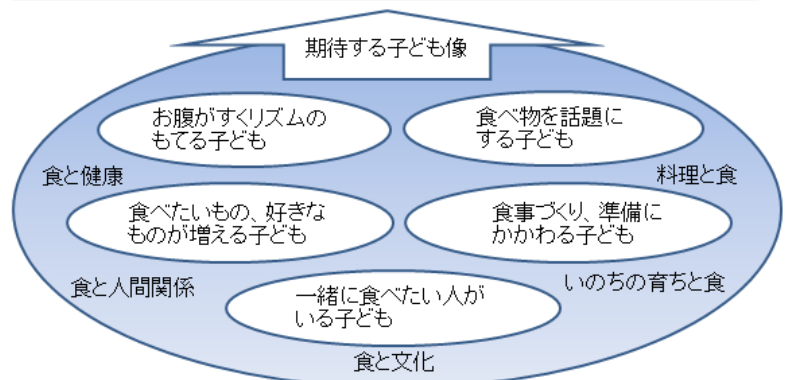 期待する子ども像
お腹がすくリズムの
もてる子ども
食べ物を話題に
する子ども
食と健康
料理と食
食べたいもの、好きな
ものが増える子ども
食事づくり、準備に
かかわる子ども
食と人間関係
いのちの育ちと食
一緒に食べたい人が
いる子ども
食と文化